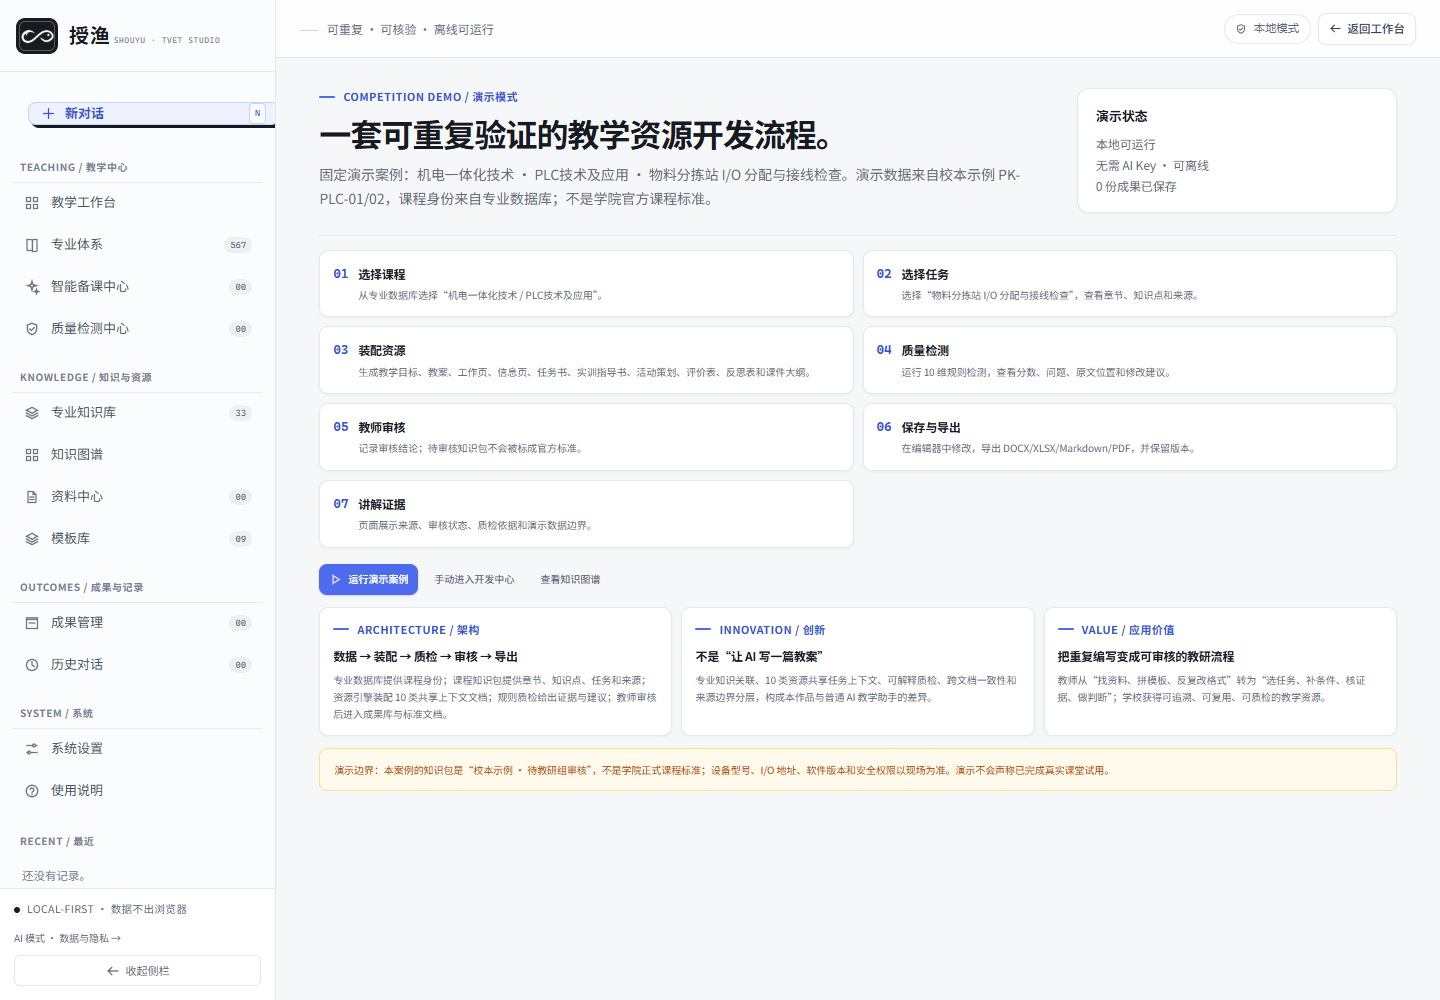 授渔 SHOUYU · TVET STUDIO
新对话 N
TEACHING / 教学中心
教学工作台
专业体系 567
智能备课中心 00
质量检测中心 00
KNOWLEDGE / 知识与资源
专业知识库 33
知识图谱
资料中心 00
模板库 09
OUTCOMES / 成果与记录
成果管理 00
历史对话 00
SYSTEM / 系统
系统设置
使用说明
RECENT / 最近
还没有记录。
LOCAL-FIRST · 数据不出浏览器
AI 模式 · 数据与隐私 →
← 收起侧栏
可重复 · 可核验 · 离线可运行
本地模式
← 返回工作台
COMPETITION DEMO / 演示模式
一套可重复验证的教学资源开发流程。
固定演示案例：机电一体化技术 · PLC技术及应用 · 物料分拣站 I/O 分配与接线检查。演示数据来自校本示例 PK-
PLC-01/02，课程身份来自专业数据库；不是学院官方课程标准。
演示状态
本地可运行
无需 AI Key · 可离线
0 份成果已保存
01 选择课程
从专业数据库选择“机电一体化技术 / PLC技术及应用”。
02 选择任务
选择“物料分拣站 I/O 分配与接线检查”，查看章节、知识点和来源。
03 装配资源
生成教学目标、教案、工作页、信息页、任务书、实训指导书、活动策划、评价表、反思表和课件大纲。
04 质量检测
运行 10 维规则检测，查看分数、问题、原文位置和修改建议。
05 教师审核
记录审核结论；待审核知识包不会被标成官方标准。
06 保存与导出
在编辑器中修改，导出 DOCX/XLSX/Markdown/PDF，并保留版本。
07 讲解证据
页面展示来源、审核状态、质检依据和演示数据边界。
运行演示案例
手动进入开发中心
查看知识图谱
ARCHITECTURE / 架构
数据 → 装配 → 质检 → 审核 → 导出
专业数据库提供课程身份；课程知识包提供章节、知识点、任务和来源；
资源引擎装配 10 类共享上下文文档；规则质检给出证据与建议；教师审核
后进入成果库与标准文档。
INNOVATION / 创新
不是“让 AI 写一篇教案”
专业知识关联、10 类资源共享任务上下文、可解释质检、跨文档一致性和
来源边界分层，构成本作品与普通 AI 教学助手的差异。
VALUE / 应用价值
把重复编写变成可审核的教研流程
教师从“找资料、拼模板、反复改格式”转为“选任务、补条件、核证
据、做判断”；学校获得可追溯、可复用、可质检的教学资源。
演示边界：本案例的知识包是“校本示例 · 待教研组审核”，不是学院正式课程标准；设备型号、I/O 地址、软件版本和安全权限以现场为准。演示不会声称已完成真实课堂试用。